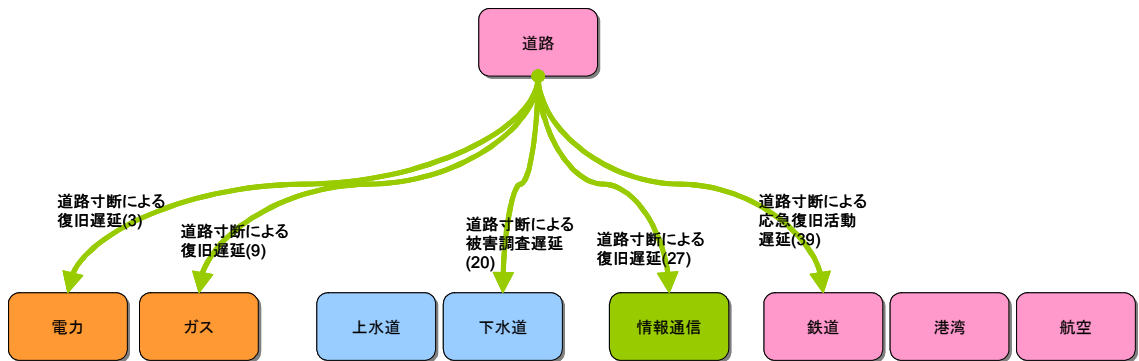 道路
道路寸断による
復旧遅延(3)
道路寸断による
復旧遅延(9)
道路寸断による
被害調査遅延
(20)
道路寸断による
復旧遅延(27)
道路寸断による
応急復旧活動
遅延(39)
電力
ガス
上水道
下水道
情報通信
鉄道
港湾
航空